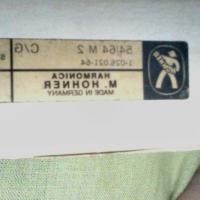 54/64 M 2
C/G
1-026.021-64
HARMONICA
M. HOHNER
MADE IN GERMANY